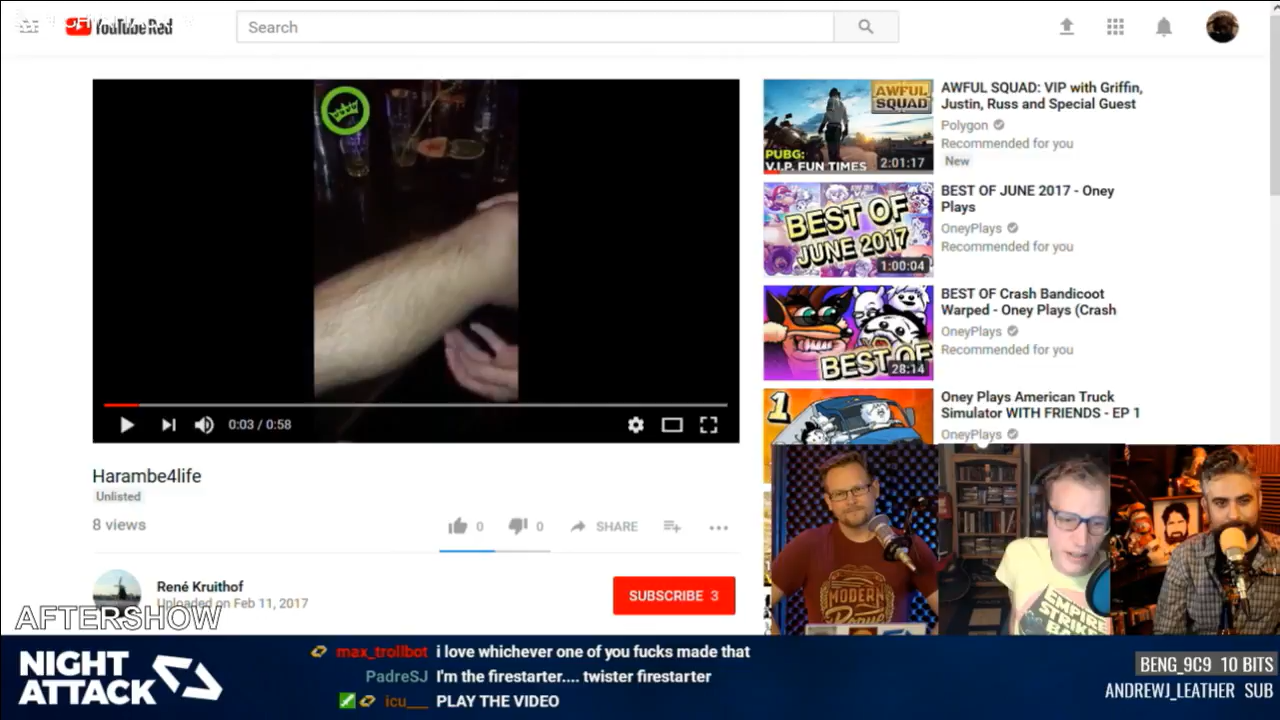 YouTube Red
Search
AWFUL SQUAD
PUBG:
V.I.P. FUN TIMES
2:01:17
AWFUL SQUAD: VIP with Griffin,
Justin, Russ and Special Guest
Polygon
Recommended for you
New
BEST OF
JUNE 2017
1:00:04
BEST OF JUNE 2017 - Oney
Plays
OneyPlays
Recommended for you
BEST OF
28:14
BEST OF Crash Bandicoot
Warped - Oney Plays (Crash
OneyPlays
Recommended for you
1
Oney Plays American Truck
Simulator WITH FRIENDS - EP 1
OneyPlays
0:03 / 0:58
Harambe4life
Unlisted
8 views
0
0
SHARE
René Kruithof
Uploaded on Feb 11, 2017
SUBSCRIBE 3
MODERN
Rogue
EMPIRE
STRIKES
BA
AFTERSHOW
NIGHT
ATTACK
max_trollbot i love whichever one of you fucks made that
PadreSJ I'm the firestarter.... twister firestarter
icu___ PLAY THE VIDEO
BENG_9C9 10 BITS
ANDREWJ_LEATHER SUB